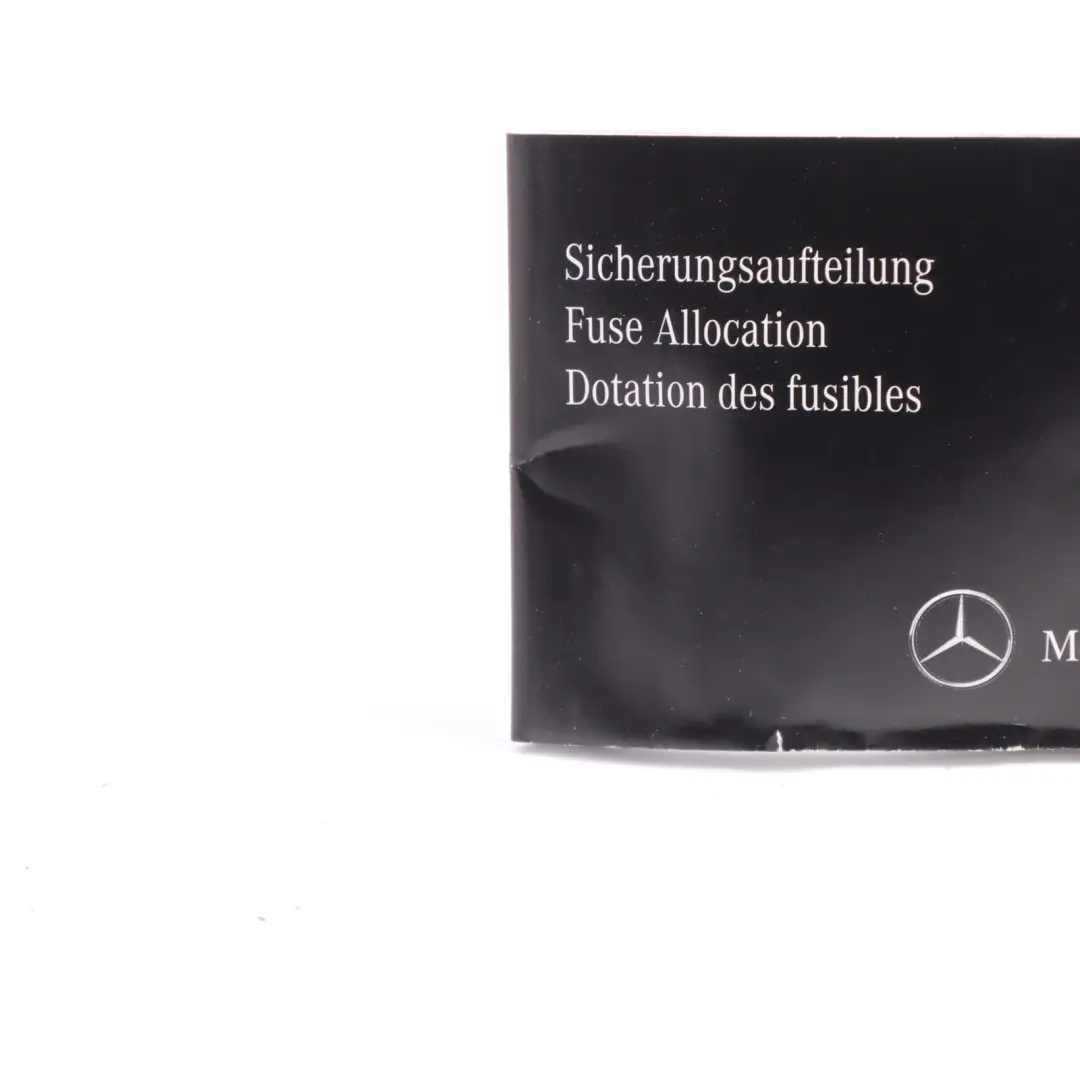 Sicherungsaufteilung
Fuse Allocation
Dotation des fusibles
M